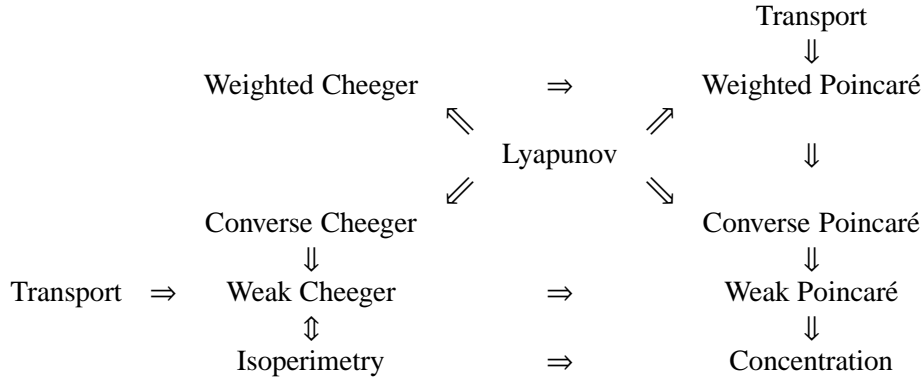 Transport
⇓
Weighted Cheeger ⇒ Weighted Poincaré
⇖ ⇗
Lyapunov ⇓
⇙ ⇘
Converse Cheeger Converse Poincaré
⇓ ⇓
Transport ⇒ Weak Cheeger ⇒ Weak Poincaré
⇕ ⇓
Isoperimetry ⇒ Concentration